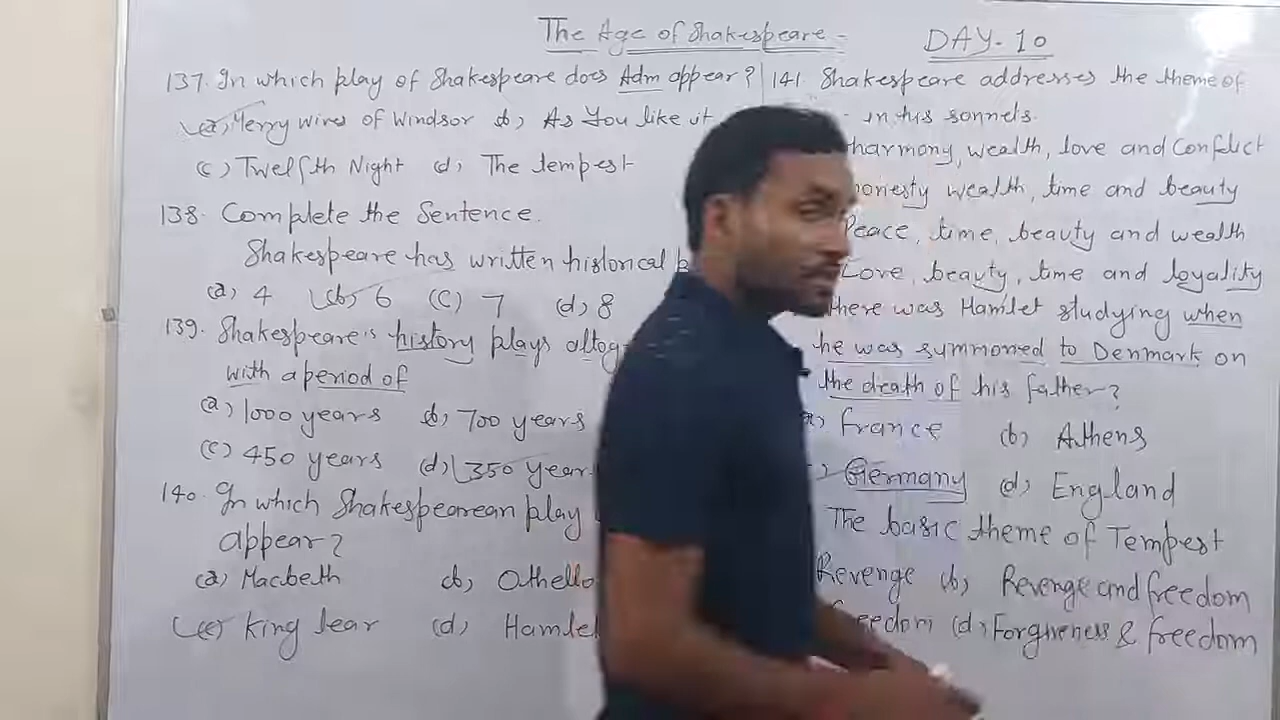 The Age of Shakespeare -
DAY-10
137. In which play of Shakespeare does Adm appear?
(a) Merry wives of Windsor (b) As You like it
(c) Twelfth Night (d) The tempest
138. Complete the Sentence.
Shakespeare has written historical
(a) 4 (b) 6 (C) 7 (d) 8
139. Shakespeare's history plays altog
with a period of
(a) 1000 years (b) 700 years
(c) 450 years (d) 350 year
140. In which Shakespearean play
appear?
(a) Macbeth (b) Othello
(c) King lear (d) Hamlet
141. Shakespeare addresses the theme of
- in his sonnets.
harmony, wealth, love and Conflict
honesty wealth, time and beauty
Peace, time, beauty and wealth
Love, beauty, time and loyality
there was Hamlet studying when
he was summoned to Denmark on
the death of his father?
(a) france (b) Athens
Germany (d) England
The basic theme of Tempest
Revenge (b) Revenge and freedom
eedom (d) Forgiveness & freedom